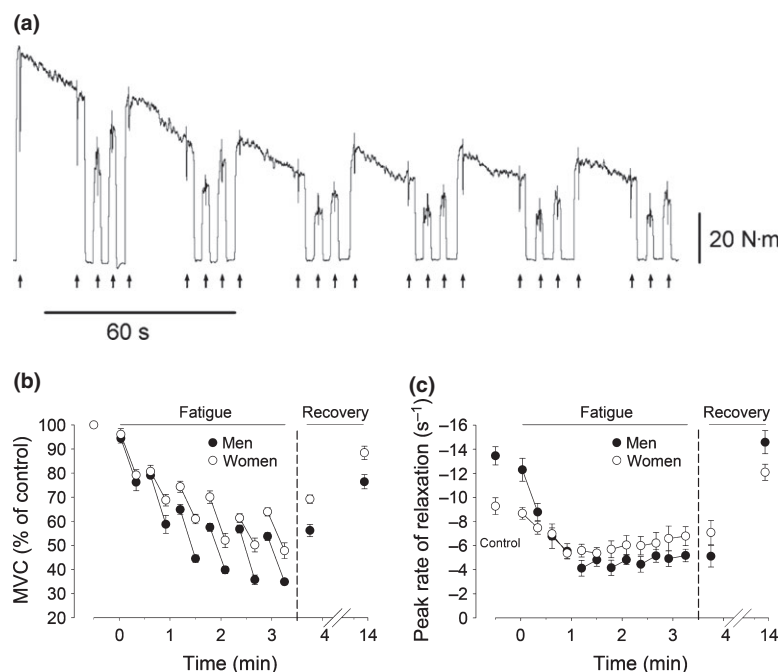 (a)
20 N·m
60 s
(b)
Fatigue
Recovery
Men
Women
MVC (% of control)
100
90
80
70
60
50
40
30
20
0 1 2 3 4 14
Time (min)
(c)
Fatigue
Recovery
Men
Women
Control
Peak rate of relaxation (s⁻¹)
–16
–14
–12
–10
–8
–6
–4
–2
0
0 1 2 3 4 14
Time (min)